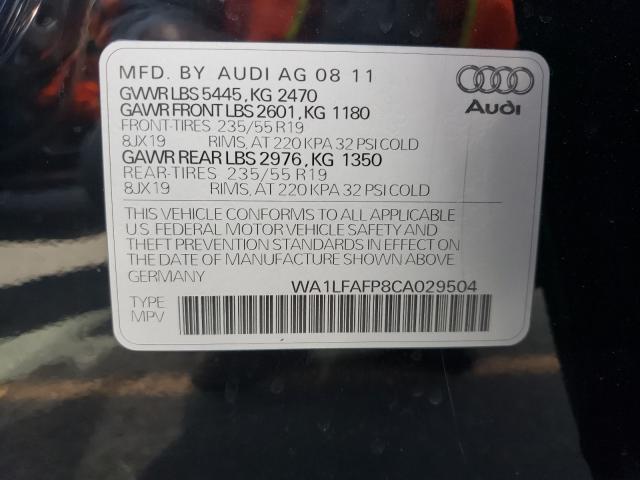 MFD. BY AUDI AG 08 11
GVWR LBS 5445, KG 2470
GAWR FRONT LBS 2601, KG 1180
FRONT-TIRES 235/55 R19
8JX19 RIMS, AT 220 KPA 32 PSI COLD
GAWR REAR LBS 2976, KG 1350
REAR-TIRES 235/55 R19
8JX19 RIMS, AT 220 KPA 32 PSI COLD
Audi
THIS VEHICLE CONFORMS TO ALL APPLICABLE
U.S. FEDERAL MOTOR VEHICLE SAFETY AND
THEFT PREVENTION STANDARDS IN EFFECT ON
THE DATE OF MANUFACTURE SHOWN ABOVE.
GERMANY
WA1LFAFP8CA029504
TYPE
MPV